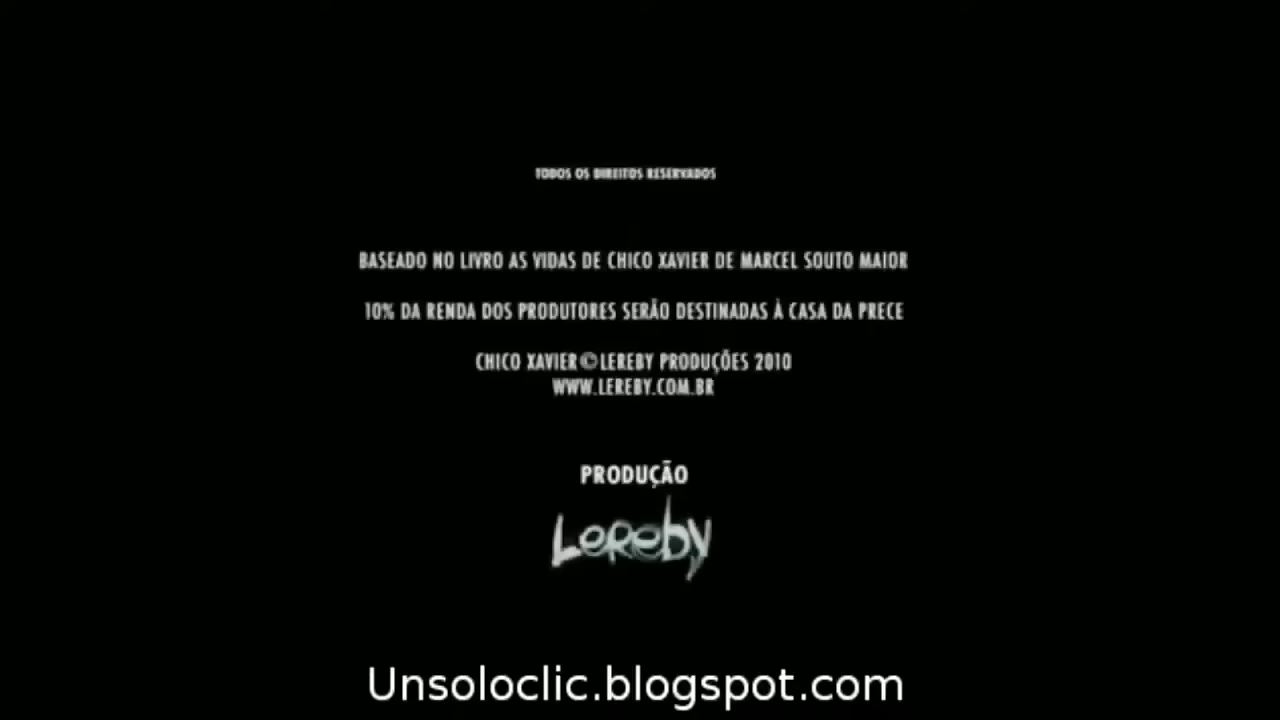 TODOS OS DIREITOS RESERVADOS
BASEADO NO LIVRO AS VIDAS DE CHICO XAVIER DE MARCEL SOUTO MAIOR
10% DA RENDA DOS PRODUTORES SERÃO DESTINADAS À CASA DA PRECE
CHICO XAVIER © LEREBY PRODUÇÕES 2010
WWW.LEREBY.COM.BR
PRODUÇÃO
Lereby
Unsoloclic.blogspot.com